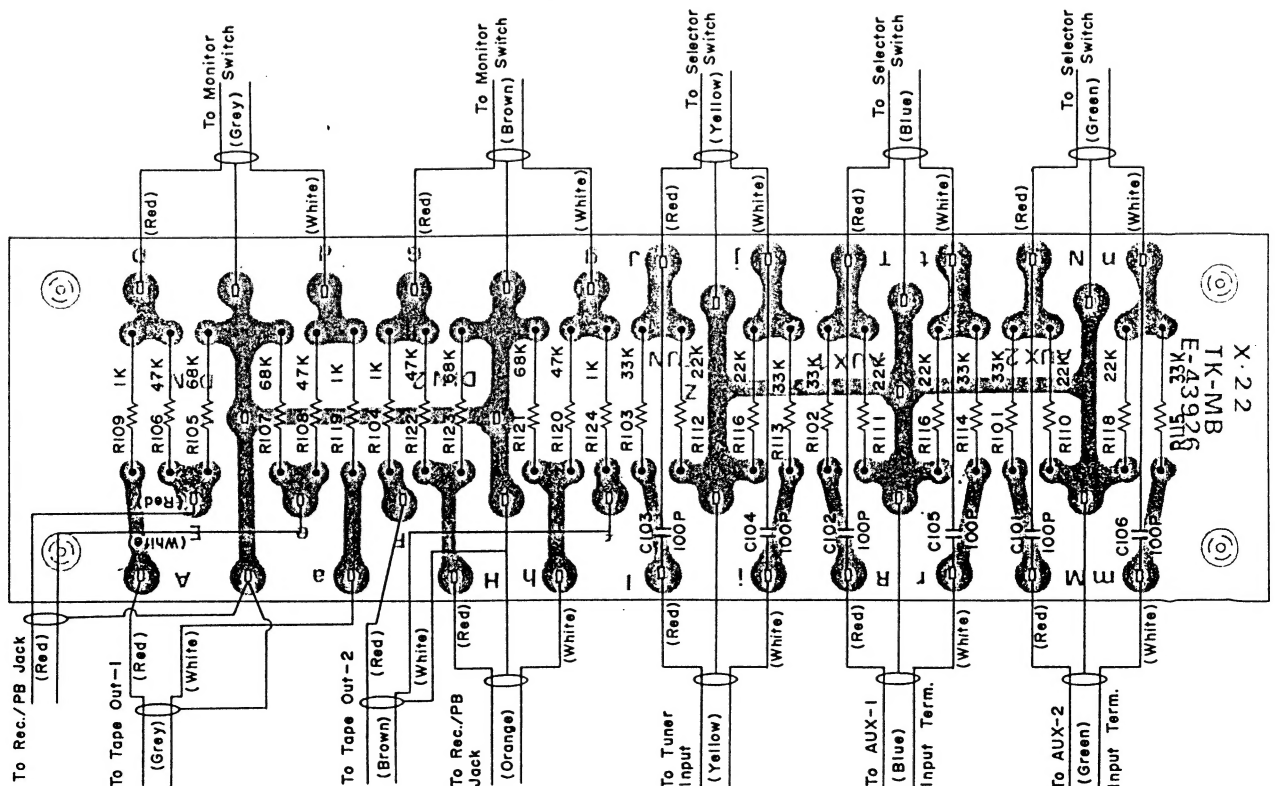 To Monitor
Switch
(Grey)
To Monitor
Switch
(Brown)
To Selector
Switch
(Yellow)
To Selector
Switch
(Blue)
To Selector
Switch
(Green)
(Red)
(White)
(Red)
(White)
(Red)
(White)
(Red)
(White)
(Red)
(White)
J
j
T
t
N
n
1K
47K
68K
68K
47K
1K
1K
47K
68K
68K
47K
1K
33K
22K
22K
33K
33K
22K
22K
33K
33K
22K
22K
33K
R109
R106
R105
R107
R108
R119
R104
R122
R123
R121
R120
R124
R103
R112
R116
R113
R102
R111
R116
R114
R101
R110
R118
R115
X-22
TK-MB
E-43926
(Red)
E
(White)
e
F
f
C103
100P
C104
100P
C102
100P
C105
100P
C101
100P
C106
100P
A
a
H
h
I
i
R
r
M
m
(Red)
(Red)
(White)
(Red)
(White)
(Red)
(White)
(Red)
(White)
(Red)
(White)
(Red)
(White)
To Rec./PB Jack
To Tape Out-1
(Grey)
To Tape Out-2
(Brown)
To Rec./PB
Jack
(Orange)
To Tuner
Input
(Yellow)
To AUX-1
(Blue)
Input Term.
To AUX-2
(Green)
Input Term.